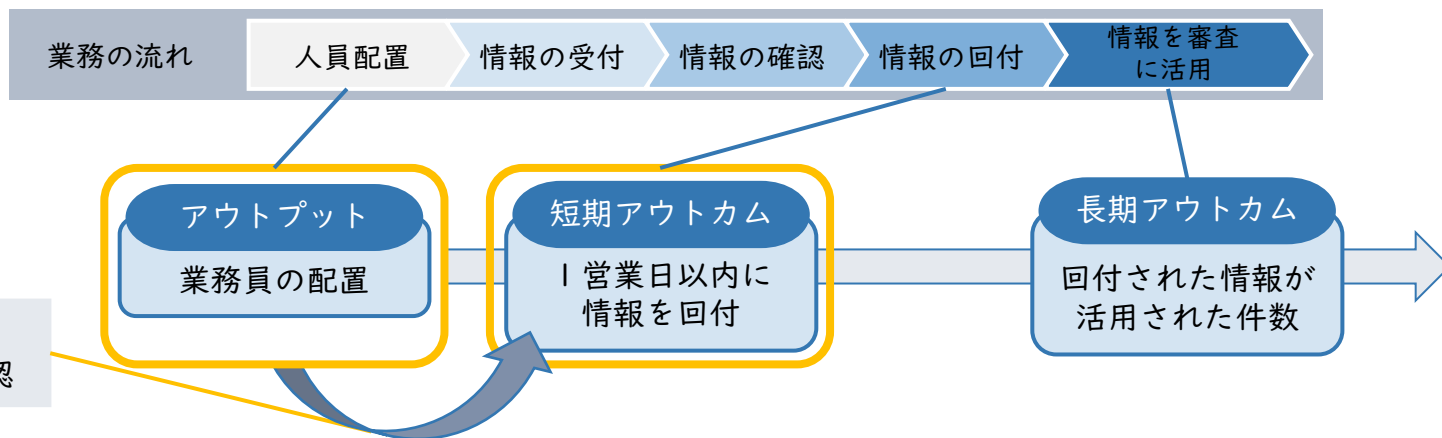 業務の流れ
人員配置
情報の受付
情報の確認
情報の回付
情報を審査
に活用
アウトプット
業務員の配置
短期アウトカム
1営業日以内に
情報を回付
長期アウトカム
回付された情報が
活用された件数